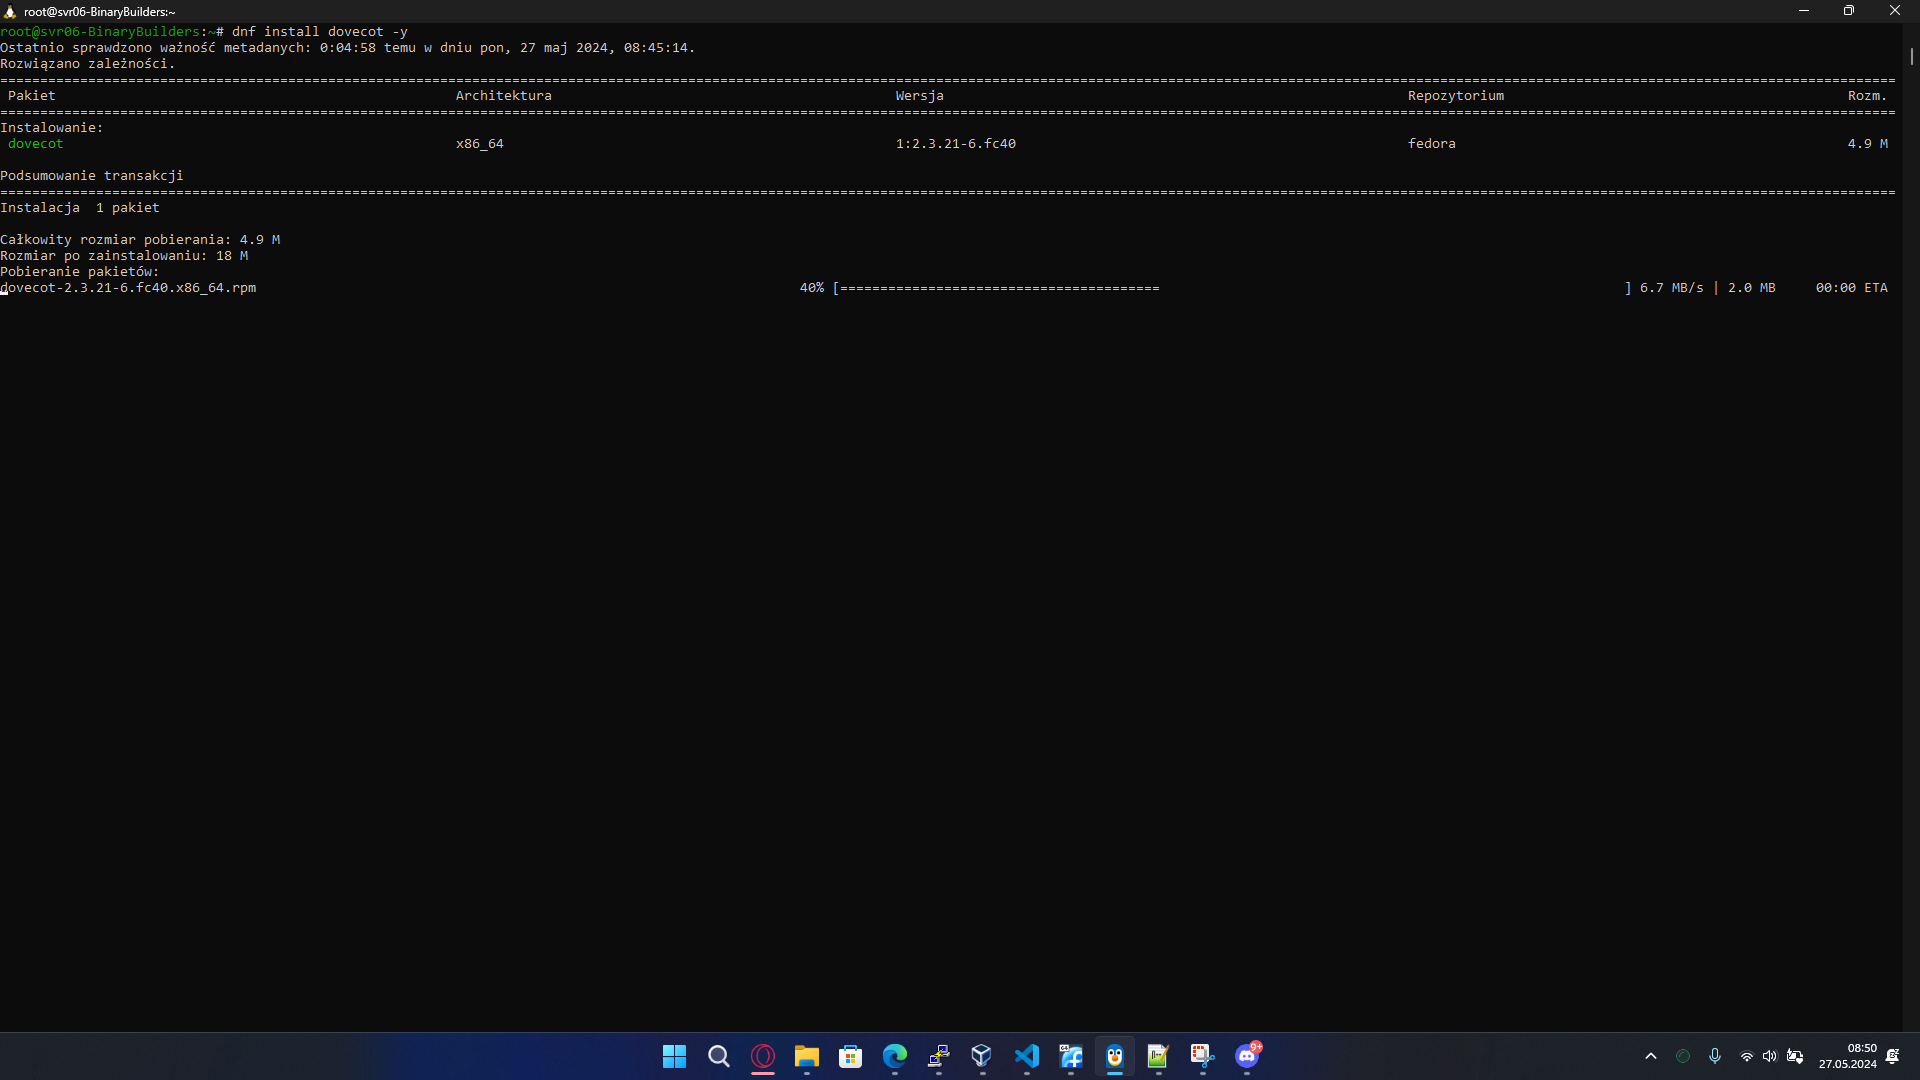 root@svr06-BinaryBuilders:~
root@svr06-BinaryBuilders:~# dnf install dovecot -y
Ostatnio sprawdzono ważność metadanych: 0:04:58 temu w dniu pon, 27 maj 2024, 08:45:14.
Rozwiązano zależności.
Pakiet Architektura Wersja Repozytorium Rozm.
Instalowanie:
dovecot x86_64 1:2.3.21-6.fc40 fedora 4.9 M
Podsumowanie transakcji
Instalacja 1 pakiet
Całkowity rozmiar pobierania: 4.9 M
Rozmiar po zainstalowaniu: 18 M
Pobieranie pakietów:
dovecot-2.3.21-6.fc40.x86_64.rpm 40% [======================================== ] 6.7 MB/s | 2.0 MB 00:00 ETA
9+
08:50
27.05.2024